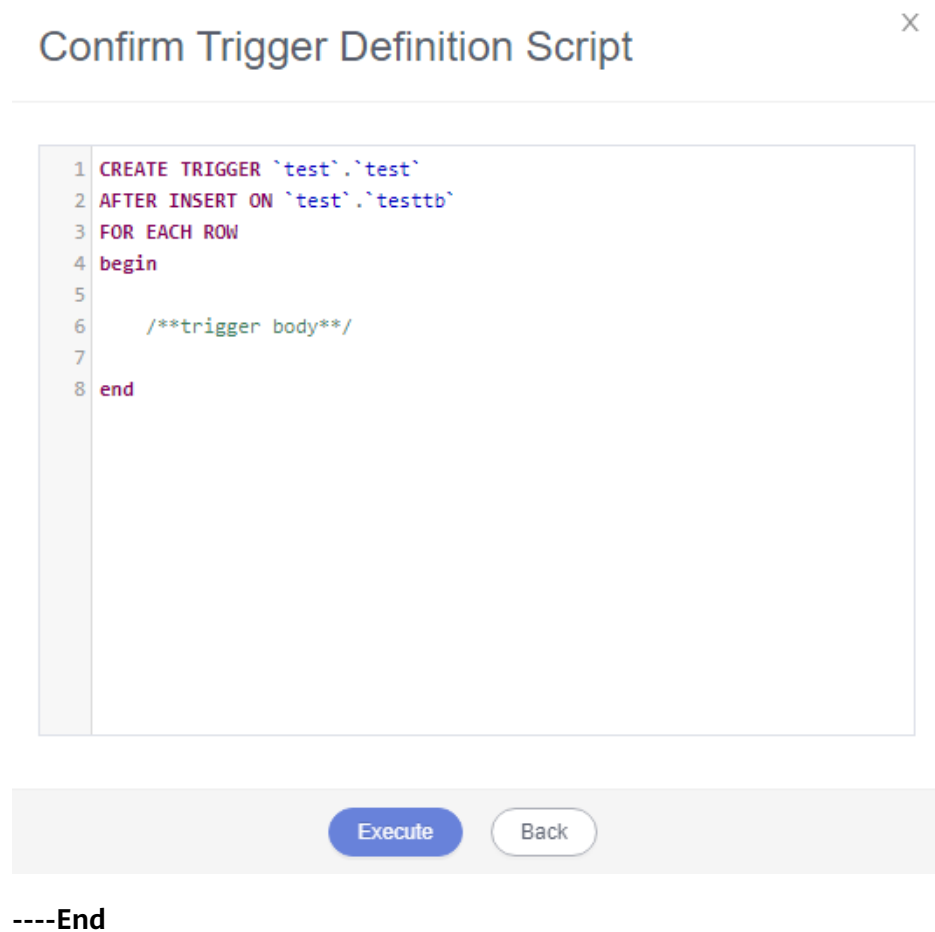 Confirm Trigger Definition Script
X
1 CREATE TRIGGER `test`.`test`
2 AFTER INSERT ON `test`.`testtb`
3 FOR EACH ROW
4 begin
5
6 /**trigger body**/
7
8 end
Execute Back
----End